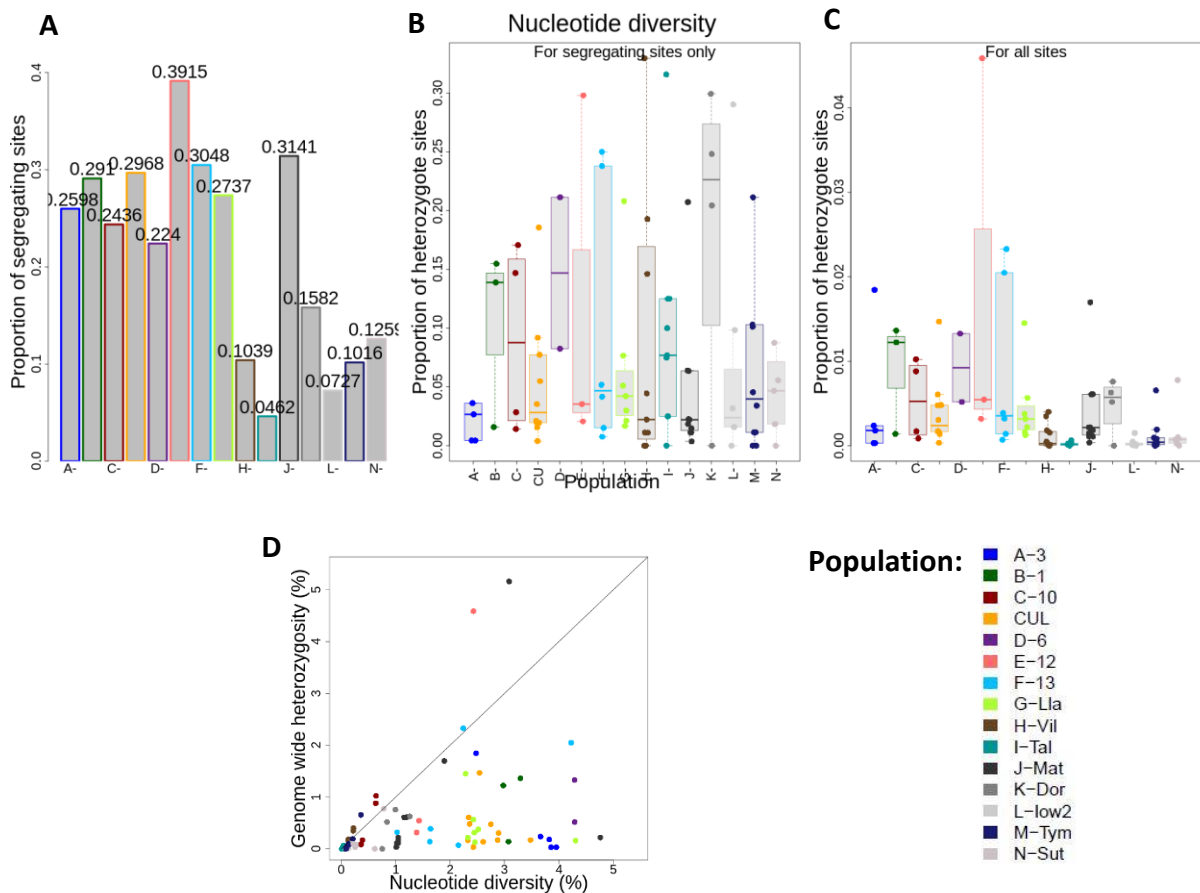 A
Proportion of segregating sites
0.4
0.3
0.2
0.1
0.0
0.2598
0.291
0.2436
0.2968
0.224
0.3915
0.3048
0.2737
0.1039
0.0462
0.3141
0.1582
0.0727
0.1016
0.1259
A- C- D- F- H- J- L- N-
B
Nucleotide diversity
For segregating sites only
Proportion of heterozygote sites
0.30
0.25
0.20
0.15
0.10
0.05
0.00
A- B- C- CU D- E- F- G- H- I- J- K- L- M- N-
Population
C
For all sites
Proportion of heterozygote sites
0.04
0.03
0.02
0.01
0.00
A- C- D- F- H- J- L- N-
D
Genome wide heterozygosity (%)
5
4
3
2
1
0
0 1 2 3 4 5
Nucleotide diversity (%)
Population:
A-3
B-1
C-10
CUL
D-6
E-12
F-13
G-Lla
H-Vil
I-Tal
J-Mat
K-Dor
L-low2
M-Tym
N-Sut